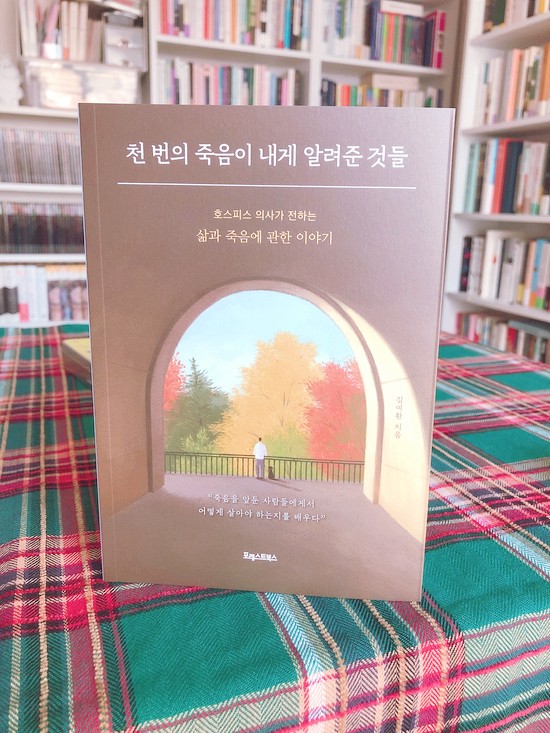 천 번의 죽음이 내게 알려준 것들
호스피스 의사가 전하는
삶과 죽음에 관한 이야기
김여환 지음
“죽음을 앞둔 사람들에게서
어떻게 살아야 하는지를 배우다”
포레스트북스